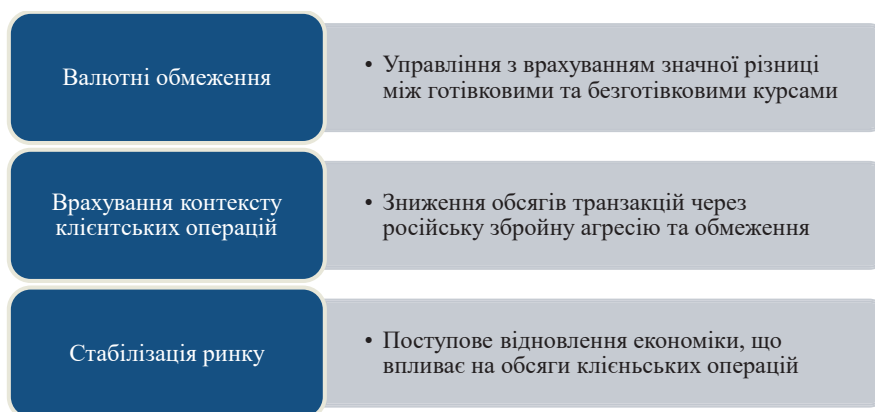 Валютні обмеження
• Управління з врахуванням значної різниці
між готівковими та безготівковими курсами
Врахування контексту
клієнтських операцій
• Зниження обсягів транзакцій через
російську збройну агресію та обмеження
Стабілізація ринку
• Поступове відновлення економіки, що
впливає на обсяги клієньських операцій